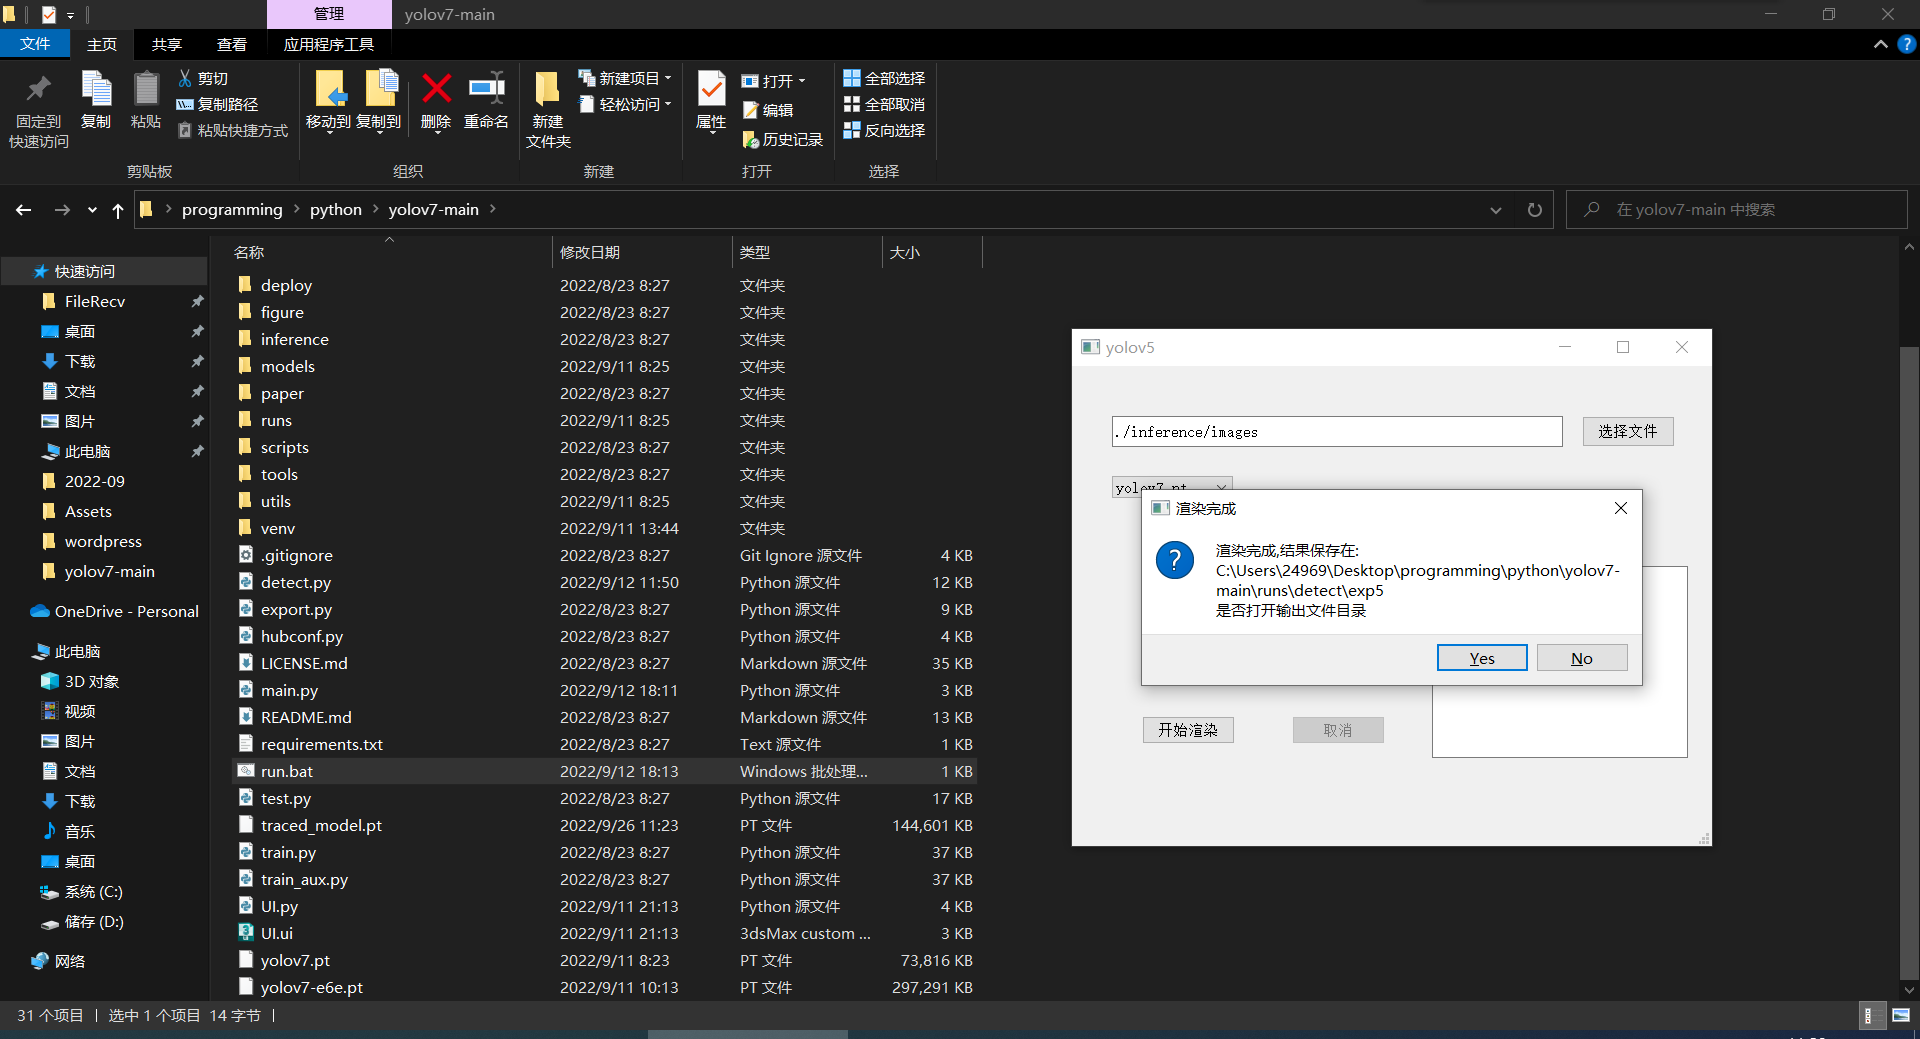 管理
yolov7-main
文件
主页
共享
查看
应用程序工具
固定到
快速访问
复制
粘贴
剪切
复制路径
粘贴快捷方式
剪贴板
移动到
复制到
删除
重命名
组织
新建
文件夹
新建项目
轻松访问
新建
属性
打开
编辑
历史记录
打开
全部选择
全部取消
反向选择
选择
programming
python
yolov7-main
在 yolov7-main 中搜索
快速访问
FileRecv
桌面
下载
文档
图片
此电脑
2022-09
Assets
wordpress
yolov7-main
OneDrive - Personal
此电脑
3D 对象
视频
图片
文档
下载
音乐
桌面
系统 (C:)
储存 (D:)
网络
名称 修改日期 类型 大小
deploy 2022/8/23 8:27 文件夹
figure 2022/8/23 8:27 文件夹
inference 2022/8/23 8:27 文件夹
models 2022/9/11 8:25 文件夹
paper 2022/8/23 8:27 文件夹
runs 2022/9/11 8:25 文件夹
scripts 2022/8/23 8:27 文件夹
tools 2022/8/23 8:27 文件夹
utils 2022/9/11 8:25 文件夹
venv 2022/9/11 13:44 文件夹
.gitignore 2022/8/23 8:27 Git Ignore 源文件 4 KB
detect.py 2022/9/12 11:50 Python 源文件 12 KB
export.py 2022/8/23 8:27 Python 源文件 9 KB
hubconf.py 2022/8/23 8:27 Python 源文件 4 KB
LICENSE.md 2022/8/23 8:27 Markdown 源文件 35 KB
main.py 2022/9/12 18:11 Python 源文件 3 KB
README.md 2022/8/23 8:27 Markdown 源文件 13 KB
requirements.txt 2022/8/23 8:27 Text 源文件 1 KB
run.bat 2022/9/12 18:13 Windows 批处理... 1 KB
test.py 2022/8/23 8:27 Python 源文件 17 KB
traced_model.pt 2022/9/26 11:23 PT 文件 144,601 KB
train.py 2022/8/23 8:27 Python 源文件 37 KB
train_aux.py 2022/8/23 8:27 Python 源文件 37 KB
UI.py 2022/9/11 21:13 Python 源文件 4 KB
UI.ui 2022/9/11 21:13 3dsMax custom ... 3 KB
yolov7.pt 2022/9/11 8:23 PT 文件 73,816 KB
yolov7-e6e.pt 2022/9/11 10:13 PT 文件 297,291 KB
yolov5
./inference/images
选择文件
yolov7.pt
渲染完成
渲染完成,结果保存在:
C:\Users\24969\Desktop\programming\python\yolov7-
main\runs\detect\exp5
是否打开输出文件目录
Yes
No
开始渲染
取消
31 个项目
选中 1 个项目 14 字节